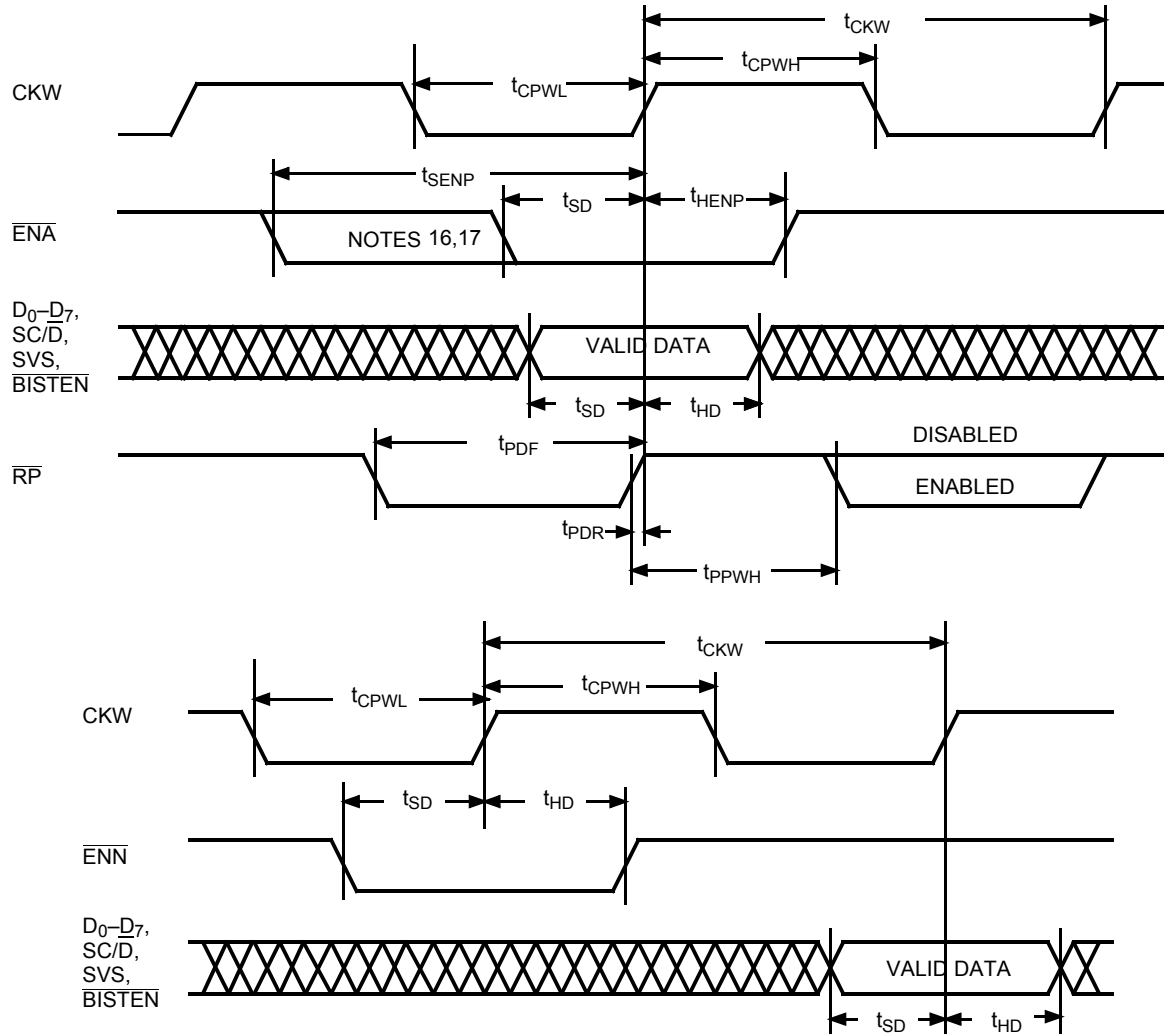 tCKW
tCPWH
tCPWL
CKW
tSENP
tSD
tHENP
ENA
NOTES 16,17
D0–D7,
SC/D,
SVS,
BISTEN
VALID DATA
tSD
tHD
tPDF
DISABLED
RP
ENABLED
tPDR
tPPWH
tCKW
tCPWL
tCPWH
CKW
tSD
tHD
ENN
D0–D7,
SC/D,
SVS,
BISTEN
VALID DATA
tSD
tHD